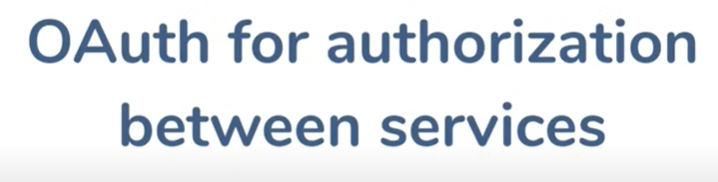 OAuth for authorization
between services